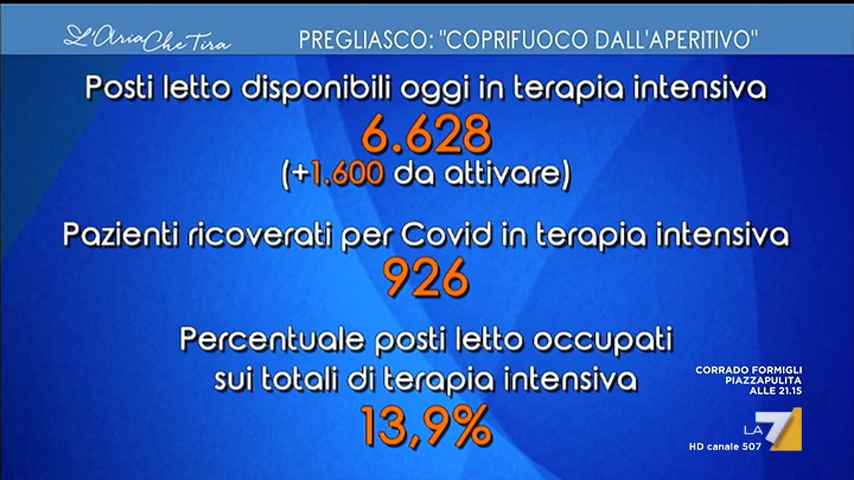 L'Aria Che Tira
PREGLIASCO: "COPRIFUOCO DALL'APERITIVO"
Posti letto disponibili oggi in terapia intensiva
6.628
(+1.600 da attivare)
Pazienti ricoverati per Covid in terapia intensiva
926
Percentuale posti letto occupati
sui totali di terapia intensiva
13,9%
CORRADO FORMIGLI
PIAZZAPULITA
ALLE 21.15
LA7
HD canale 507